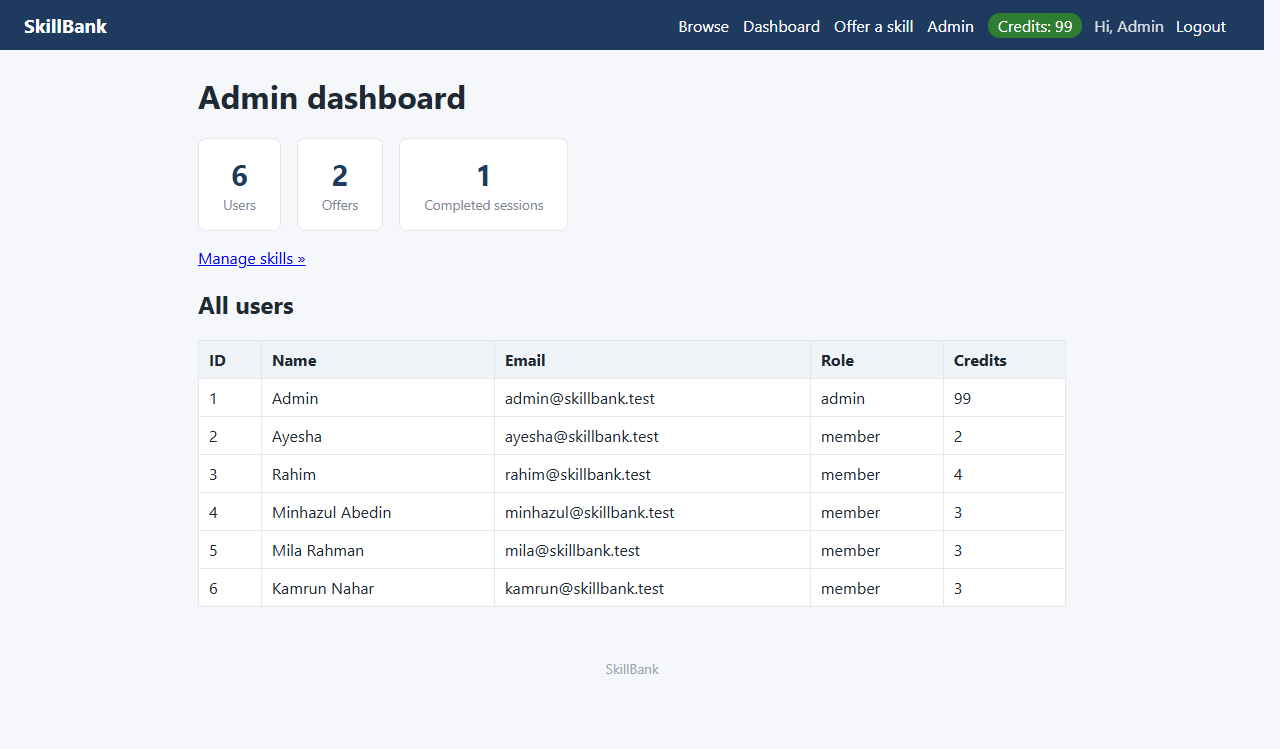 SkillBank Browse Dashboard Offer a skill Admin Credits: 99 Hi, Admin Logout
Admin dashboard
6 2 1
Users Offers Completed sessions
Manage skills »
All users
ID Name Email Role Credits
1 Admin admin@skillbank.test admin 99
2 Ayesha ayesha@skillbank.test member 2
3 Rahim rahim@skillbank.test member 4
4 Minhazul Abedin minhazul@skillbank.test member 3
5 Mila Rahman mila@skillbank.test member 3
6 Kamrun Nahar kamrun@skillbank.test member 3
SkillBank